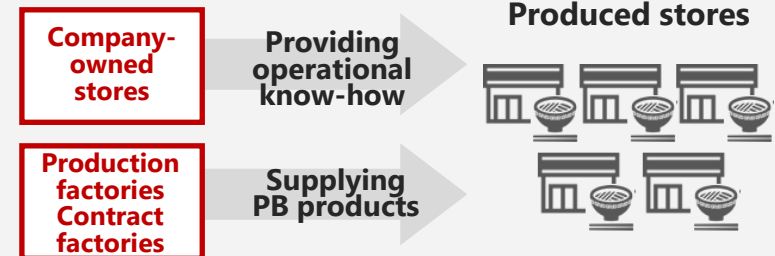 Produced stores
Company-
owned
stores
Providing
operational
know-how
Production
factories
Contract
factories
Supplying
PB products